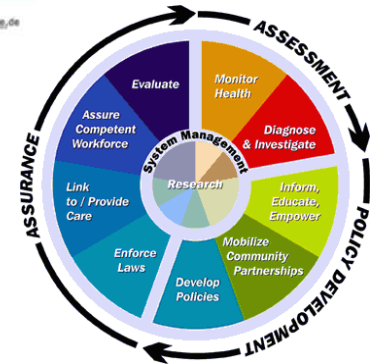 ASSESSMENT
POLICY DEVELOPMENT
ASSURANCE
Monitor
Health
Diagnose
& Investigate
Inform,
Educate,
Empower
Mobilize
Community
Partnerships
Develop
Policies
Enforce
Laws
Link
to / Provide
Care
Assure
Competent
Workforce
Evaluate
System Management
Research